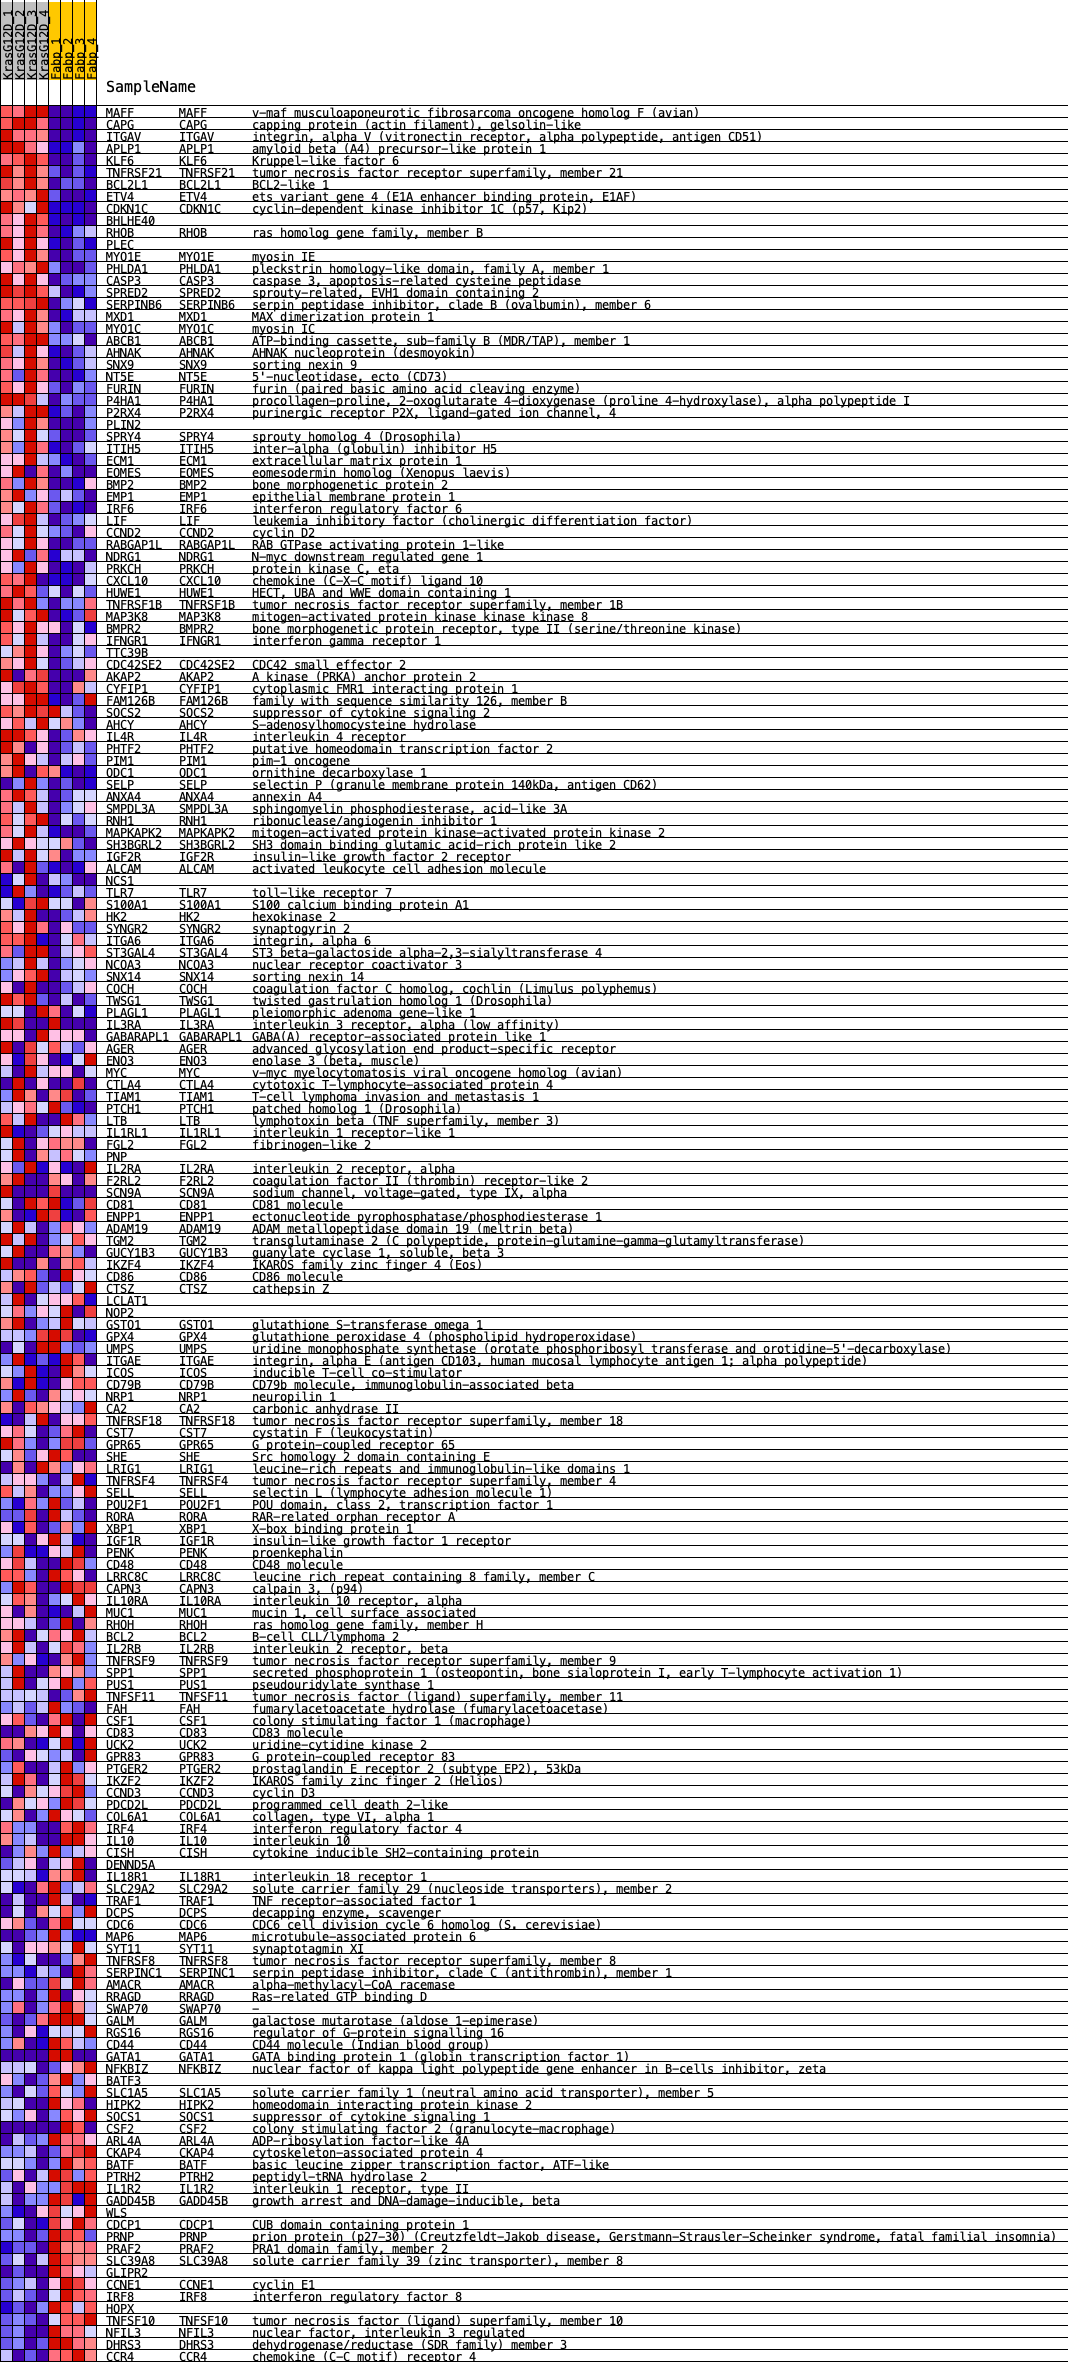 KrasG12D_1
KrasG12D_2
KrasG12D_3
KrasG12D_4
Fabp_1
Fabp_2
Fabp_3
Fabp_4
SampleName
MAFF MAFF v-maf musculoaponeurotic fibrosarcoma oncogene homolog F (avian)
CAPG CAPG capping protein (actin filament), gelsolin-like
ITGAV ITGAV integrin, alpha V (vitronectin receptor, alpha polypeptide, antigen CD51)
APLP1 APLP1 amyloid beta (A4) precursor-like protein 1
KLF6 KLF6 Kruppel-like factor 6
TNFRSF21 TNFRSF21 tumor necrosis factor receptor superfamily, member 21
BCL2L1 BCL2L1 BCL2-like 1
ETV4 ETV4 ets variant gene 4 (E1A enhancer binding protein, E1AF)
CDKN1C CDKN1C cyclin-dependent kinase inhibitor 1C (p57, Kip2)
BHLHE40
RHOB RHOB ras homolog gene family, member B
PLEC
MYO1E MYO1E myosin IE
PHLDA1 PHLDA1 pleckstrin homology-like domain, family A, member 1
CASP3 CASP3 caspase 3, apoptosis-related cysteine peptidase
SPRED2 SPRED2 sprouty-related, EVH1 domain containing 2
SERPINB6 SERPINB6 serpin peptidase inhibitor, clade B (ovalbumin), member 6
MXD1 MXD1 MAX dimerization protein 1
MYO1C MYO1C myosin IC
ABCB1 ABCB1 ATP-binding cassette, sub-family B (MDR/TAP), member 1
AHNAK AHNAK AHNAK nucleoprotein (desmoyokin)
SNX9 SNX9 sorting nexin 9
NT5E NT5E 5'-nucleotidase, ecto (CD73)
FURIN FURIN furin (paired basic amino acid cleaving enzyme)
P4HA1 P4HA1 procollagen-proline, 2-oxoglutarate 4-dioxygenase (proline 4-hydroxylase), alpha polypeptide I
P2RX4 P2RX4 purinergic receptor P2X, ligand-gated ion channel, 4
PLIN2
SPRY4 SPRY4 sprouty homolog 4 (Drosophila)
ITIH5 ITIH5 inter-alpha (globulin) inhibitor H5
ECM1 ECM1 extracellular matrix protein 1
EOMES EOMES eomesodermin homolog (Xenopus laevis)
BMP2 BMP2 bone morphogenetic protein 2
EMP1 EMP1 epithelial membrane protein 1
IRF6 IRF6 interferon regulatory factor 6
LIF LIF leukemia inhibitory factor (cholinergic differentiation factor)
CCND2 CCND2 cyclin D2
RABGAP1L RABGAP1L RAB GTPase activating protein 1-like
NDRG1 NDRG1 N-myc downstream regulated gene 1
PRKCH PRKCH protein kinase C, eta
CXCL10 CXCL10 chemokine (C-X-C motif) ligand 10
HUWE1 HUWE1 HECT, UBA and WWE domain containing 1
TNFRSF1B TNFRSF1B tumor necrosis factor receptor superfamily, member 1B
MAP3K8 MAP3K8 mitogen-activated protein kinase kinase kinase 8
BMPR2 BMPR2 bone morphogenetic protein receptor, type II (serine/threonine kinase)
IFNGR1 IFNGR1 interferon gamma receptor 1
TTC39B
CDC42SE2 CDC42SE2 CDC42 small effector 2
AKAP2 AKAP2 A kinase (PRKA) anchor protein 2
CYFIP1 CYFIP1 cytoplasmic FMR1 interacting protein 1
FAM126B FAM126B family with sequence similarity 126, member B
SOCS2 SOCS2 suppressor of cytokine signaling 2
AHCY AHCY S-adenosylhomocysteine hydrolase
IL4R IL4R interleukin 4 receptor
PHTF2 PHTF2 putative homeodomain transcription factor 2
PIM1 PIM1 pim-1 oncogene
ODC1 ODC1 ornithine decarboxylase 1
SELP SELP selectin P (granule membrane protein 140kDa, antigen CD62)
ANXA4 ANXA4 annexin A4
SMPDL3A SMPDL3A sphingomyelin phosphodiesterase, acid-like 3A
RNH1 RNH1 ribonuclease/angiogenin inhibitor 1
MAPKAPK2 MAPKAPK2 mitogen-activated protein kinase-activated protein kinase 2
SH3BGRL2 SH3BGRL2 SH3 domain binding glutamic acid-rich protein like 2
IGF2R IGF2R insulin-like growth factor 2 receptor
ALCAM ALCAM activated leukocyte cell adhesion molecule
NCS1
TLR7 TLR7 toll-like receptor 7
S100A1 S100A1 S100 calcium binding protein A1
HK2 HK2 hexokinase 2
SYNGR2 SYNGR2 synaptogyrin 2
ITGA6 ITGA6 integrin, alpha 6
ST3GAL4 ST3GAL4 ST3 beta-galactoside alpha-2,3-sialyltransferase 4
NCOA3 NCOA3 nuclear receptor coactivator 3
SNX14 SNX14 sorting nexin 14
COCH COCH coagulation factor C homolog, cochlin (Limulus polyphemus)
TWSG1 TWSG1 twisted gastrulation homolog 1 (Drosophila)
PLAGL1 PLAGL1 pleiomorphic adenoma gene-like 1
IL3RA IL3RA interleukin 3 receptor, alpha (low affinity)
GABARAPL1 GABARAPL1 GABA(A) receptor-associated protein like 1
AGER AGER advanced glycosylation end product-specific receptor
ENO3 ENO3 enolase 3 (beta, muscle)
MYC MYC v-myc myelocytomatosis viral oncogene homolog (avian)
CTLA4 CTLA4 cytotoxic T-lymphocyte-associated protein 4
TIAM1 TIAM1 T-cell lymphoma invasion and metastasis 1
PTCH1 PTCH1 patched homolog 1 (Drosophila)
LTB LTB lymphotoxin beta (TNF superfamily, member 3)
IL1RL1 IL1RL1 interleukin 1 receptor-like 1
FGL2 FGL2 fibrinogen-like 2
PNP
IL2RA IL2RA interleukin 2 receptor, alpha
F2RL2 F2RL2 coagulation factor II (thrombin) receptor-like 2
SCN9A SCN9A sodium channel, voltage-gated, type IX, alpha
CD81 CD81 CD81 molecule
ENPP1 ENPP1 ectonucleotide pyrophosphatase/phosphodiesterase 1
ADAM19 ADAM19 ADAM metallopeptidase domain 19 (meltrin beta)
TGM2 TGM2 transglutaminase 2 (C polypeptide, protein-glutamine-gamma-glutamyltransferase)
GUCY1B3 GUCY1B3 guanylate cyclase 1, soluble, beta 3
IKZF4 IKZF4 IKAROS family zinc finger 4 (Eos)
CD86 CD86 CD86 molecule
CTSZ CTSZ cathepsin Z
LCLAT1
NOP2
GSTO1 GSTO1 glutathione S-transferase omega 1
GPX4 GPX4 glutathione peroxidase 4 (phospholipid hydroperoxidase)
UMPS UMPS uridine monophosphate synthetase (orotate phosphoribosyl transferase and orotidine-5'-decarboxylase)
ITGAE ITGAE integrin, alpha E (antigen CD103, human mucosal lymphocyte antigen 1; alpha polypeptide)
ICOS ICOS inducible T-cell co-stimulator
CD79B CD79B CD79b molecule, immunoglobulin-associated beta
NRP1 NRP1 neuropilin 1
CA2 CA2 carbonic anhydrase II
TNFRSF18 TNFRSF18 tumor necrosis factor receptor superfamily, member 18
CST7 CST7 cystatin F (leukocystatin)
GPR65 GPR65 G protein-coupled receptor 65
SHE SHE Src homology 2 domain containing E
LRIG1 LRIG1 leucine-rich repeats and immunoglobulin-like domains 1
TNFRSF4 TNFRSF4 tumor necrosis factor receptor superfamily, member 4
SELL SELL selectin L (lymphocyte adhesion molecule 1)
POU2F1 POU2F1 POU domain, class 2, transcription factor 1
RORA RORA RAR-related orphan receptor A
XBP1 XBP1 X-box binding protein 1
IGF1R IGF1R insulin-like growth factor 1 receptor
PENK PENK proenkephalin
CD48 CD48 CD48 molecule
LRRC8C LRRC8C leucine rich repeat containing 8 family, member C
CAPN3 CAPN3 calpain 3, (p94)
IL10RA IL10RA interleukin 10 receptor, alpha
MUC1 MUC1 mucin 1, cell surface associated
RHOH RHOH ras homolog gene family, member H
BCL2 BCL2 B-cell CLL/lymphoma 2
IL2RB IL2RB interleukin 2 receptor, beta
TNFRSF9 TNFRSF9 tumor necrosis factor receptor superfamily, member 9
SPP1 SPP1 secreted phosphoprotein 1 (osteopontin, bone sialoprotein I, early T-lymphocyte activation 1)
PUS1 PUS1 pseudouridylate synthase 1
TNFSF11 TNFSF11 tumor necrosis factor (ligand) superfamily, member 11
FAH FAH fumarylacetoacetate hydrolase (fumarylacetoacetase)
CSF1 CSF1 colony stimulating factor 1 (macrophage)
CD83 CD83 CD83 molecule
UCK2 UCK2 uridine-cytidine kinase 2
GPR83 GPR83 G protein-coupled receptor 83
PTGER2 PTGER2 prostaglandin E receptor 2 (subtype EP2), 53kDa
IKZF2 IKZF2 IKAROS family zinc finger 2 (Helios)
CCND3 CCND3 cyclin D3
PDCD2L PDCD2L programmed cell death 2-like
COL6A1 COL6A1 collagen, type VI, alpha 1
IRF4 IRF4 interferon regulatory factor 4
IL10 IL10 interleukin 10
CISH CISH cytokine inducible SH2-containing protein
DENND5A
IL18R1 IL18R1 interleukin 18 receptor 1
SLC29A2 SLC29A2 solute carrier family 29 (nucleoside transporters), member 2
TRAF1 TRAF1 TNF receptor-associated factor 1
DCPS DCPS decapping enzyme, scavenger
CDC6 CDC6 CDC6 cell division cycle 6 homolog (S. cerevisiae)
MAP6 MAP6 microtubule-associated protein 6
SYT11 SYT11 synaptotagmin XI
TNFRSF8 TNFRSF8 tumor necrosis factor receptor superfamily, member 8
SERPINC1 SERPINC1 serpin peptidase inhibitor, clade C (antithrombin), member 1
AMACR AMACR alpha-methylacyl-CoA racemase
RRAGD RRAGD Ras-related GTP binding D
SWAP70 SWAP70 -
GALM GALM galactose mutarotase (aldose 1-epimerase)
RGS16 RGS16 regulator of G-protein signalling 16
CD44 CD44 CD44 molecule (Indian blood group)
GATA1 GATA1 GATA binding protein 1 (globin transcription factor 1)
NFKBIZ NFKBIZ nuclear factor of kappa light polypeptide gene enhancer in B-cells inhibitor, zeta
BATF3
SLC1A5 SLC1A5 solute carrier family 1 (neutral amino acid transporter), member 5
HIPK2 HIPK2 homeodomain interacting protein kinase 2
SOCS1 SOCS1 suppressor of cytokine signaling 1
CSF2 CSF2 colony stimulating factor 2 (granulocyte-macrophage)
ARL4A ARL4A ADP-ribosylation factor-like 4A
CKAP4 CKAP4 cytoskeleton-associated protein 4
BATF BATF basic leucine zipper transcription factor, ATF-like
PTRH2 PTRH2 peptidyl-tRNA hydrolase 2
IL1R2 IL1R2 interleukin 1 receptor, type II
GADD45B GADD45B growth arrest and DNA-damage-inducible, beta
WLS
CDCP1 CDCP1 CUB domain containing protein 1
PRNP PRNP prion protein (p27-30) (Creutzfeldt-Jakob disease, Gerstmann-Strausler-Scheinker syndrome, fatal familial insomnia)
PRAF2 PRAF2 PRA1 domain family, member 2
SLC39A8 SLC39A8 solute carrier family 39 (zinc transporter), member 8
GLIPR2
CCNE1 CCNE1 cyclin E1
IRF8 IRF8 interferon regulatory factor 8
HOPX
TNFSF10 TNFSF10 tumor necrosis factor (ligand) superfamily, member 10
NFIL3 NFIL3 nuclear factor, interleukin 3 regulated
DHRS3 DHRS3 dehydrogenase/reductase (SDR family) member 3
CCR4 CCR4 chemokine (C-C motif) receptor 4